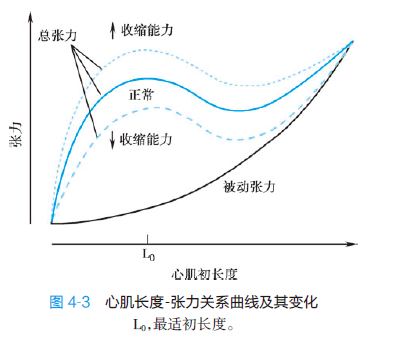 总张力
↑收缩能力
正常
↓收缩能力
张力
被动张力
L₀
心肌初长度
图 4-3 心肌长度-张力关系曲线及其变化
L₀,最适初长度。